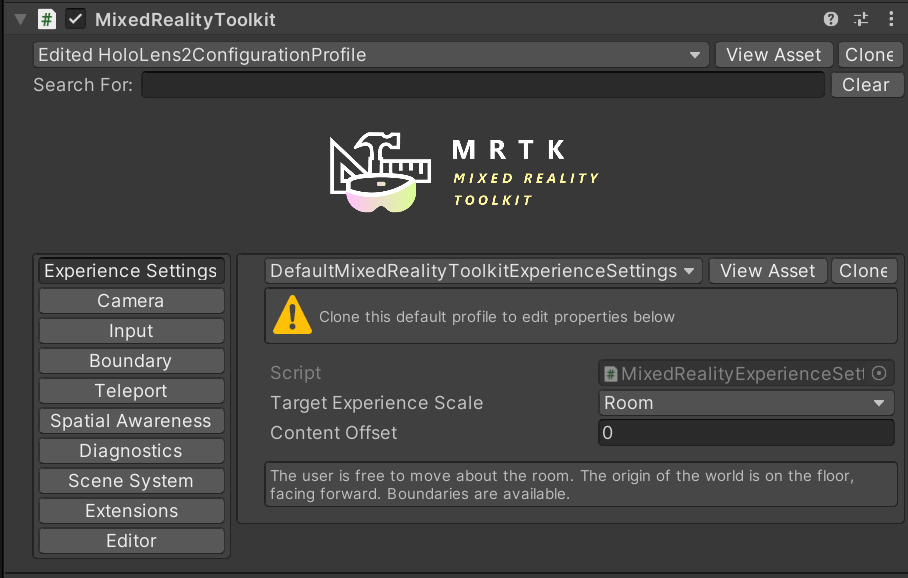 MixedRealityToolkit
Edited HoloLens2ConfigurationProfile View Asset Clone
Search For: Clear
MRTK
MIXED REALITY
TOOLKIT
Experience Settings
Camera
Input
Boundary
Teleport
Spatial Awareness
Diagnostics
Scene System
Extensions
Editor
DefaultMixedRealityToolkitExperienceSettings View Asset Clone
Clone this default profile to edit properties below
Script MixedRealityExperienceSett
Target Experience Scale Room
Content Offset 0
The user is free to move about the room. The origin of the world is on the floor,
facing forward. Boundaries are available.